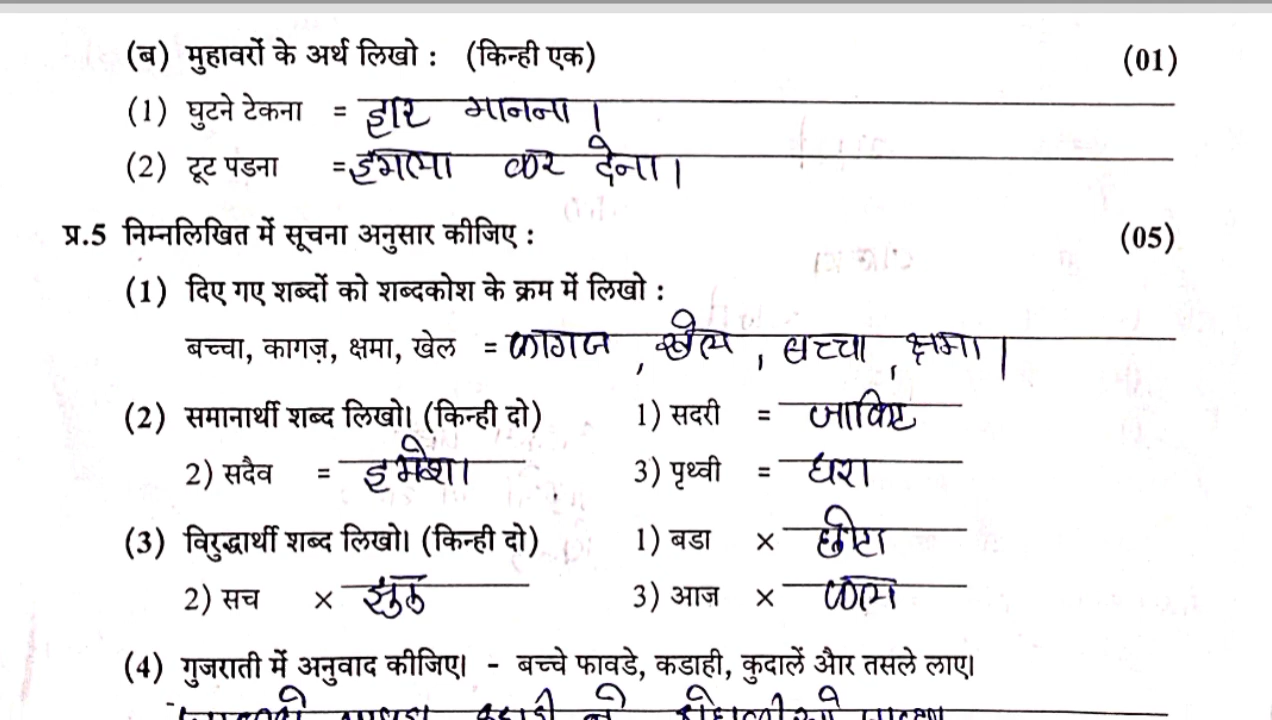 (ब) मुहावरों के अर्थ लिखो : (किन्ही एक) (01)
(1) घुटने टेकना = हार मानना।
(2) टूट पडना = हमला कर देना।
प्र.5 निम्नलिखित में सूचना अनुसार कीजिए : (05)
(1) दिए गए शब्दों को शब्दकोश के क्रम में लिखो :
बच्चा, कागज़, क्षमा, खेल = कागज, खेल, बच्चा, क्षमा।
(2) समानार्थी शब्द लिखो। (किन्ही दो) 1) सदरी = जाकिट
2) सदैव = हमेशा 3) पृथ्वी = धरा
(3) विरुद्धार्थी शब्द लिखो। (किन्ही दो) 1) बडा × छोटा
2) सच × झुठ 3) आज × कल
(4) गुजराती में अनुवाद कीजिए। - बच्चे फावडे, कडाही, कुदालें और तसले लाए।